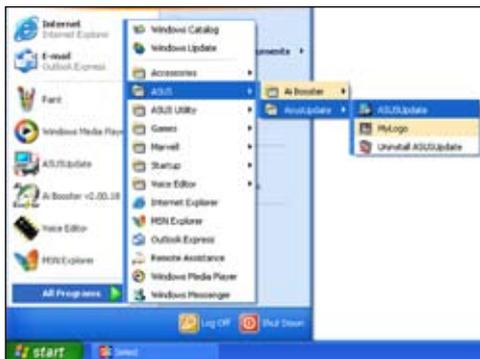 Internet
Internet Explorer
E-mail
Outlook Express
Paint
Windows Media Play
ASUSUpdate
Ai Booster v2.00.18
Voice Editor
MSN Explorer
All Programs
Windows Catalog
Windows Update
Accessories
ASUS
ASUS Utility
Games
Marvell
Startup
Voice Editor
Internet Explorer
MSN Explorer
Outlook Express
Remote Assistance
Windows Media Player
Windows Messenger
ocuments
Ai Booster
AsusUpdate
ASUSUpdate
MyLogo
Uninstall ASUSUpdate
Log Off
Shut Down
start